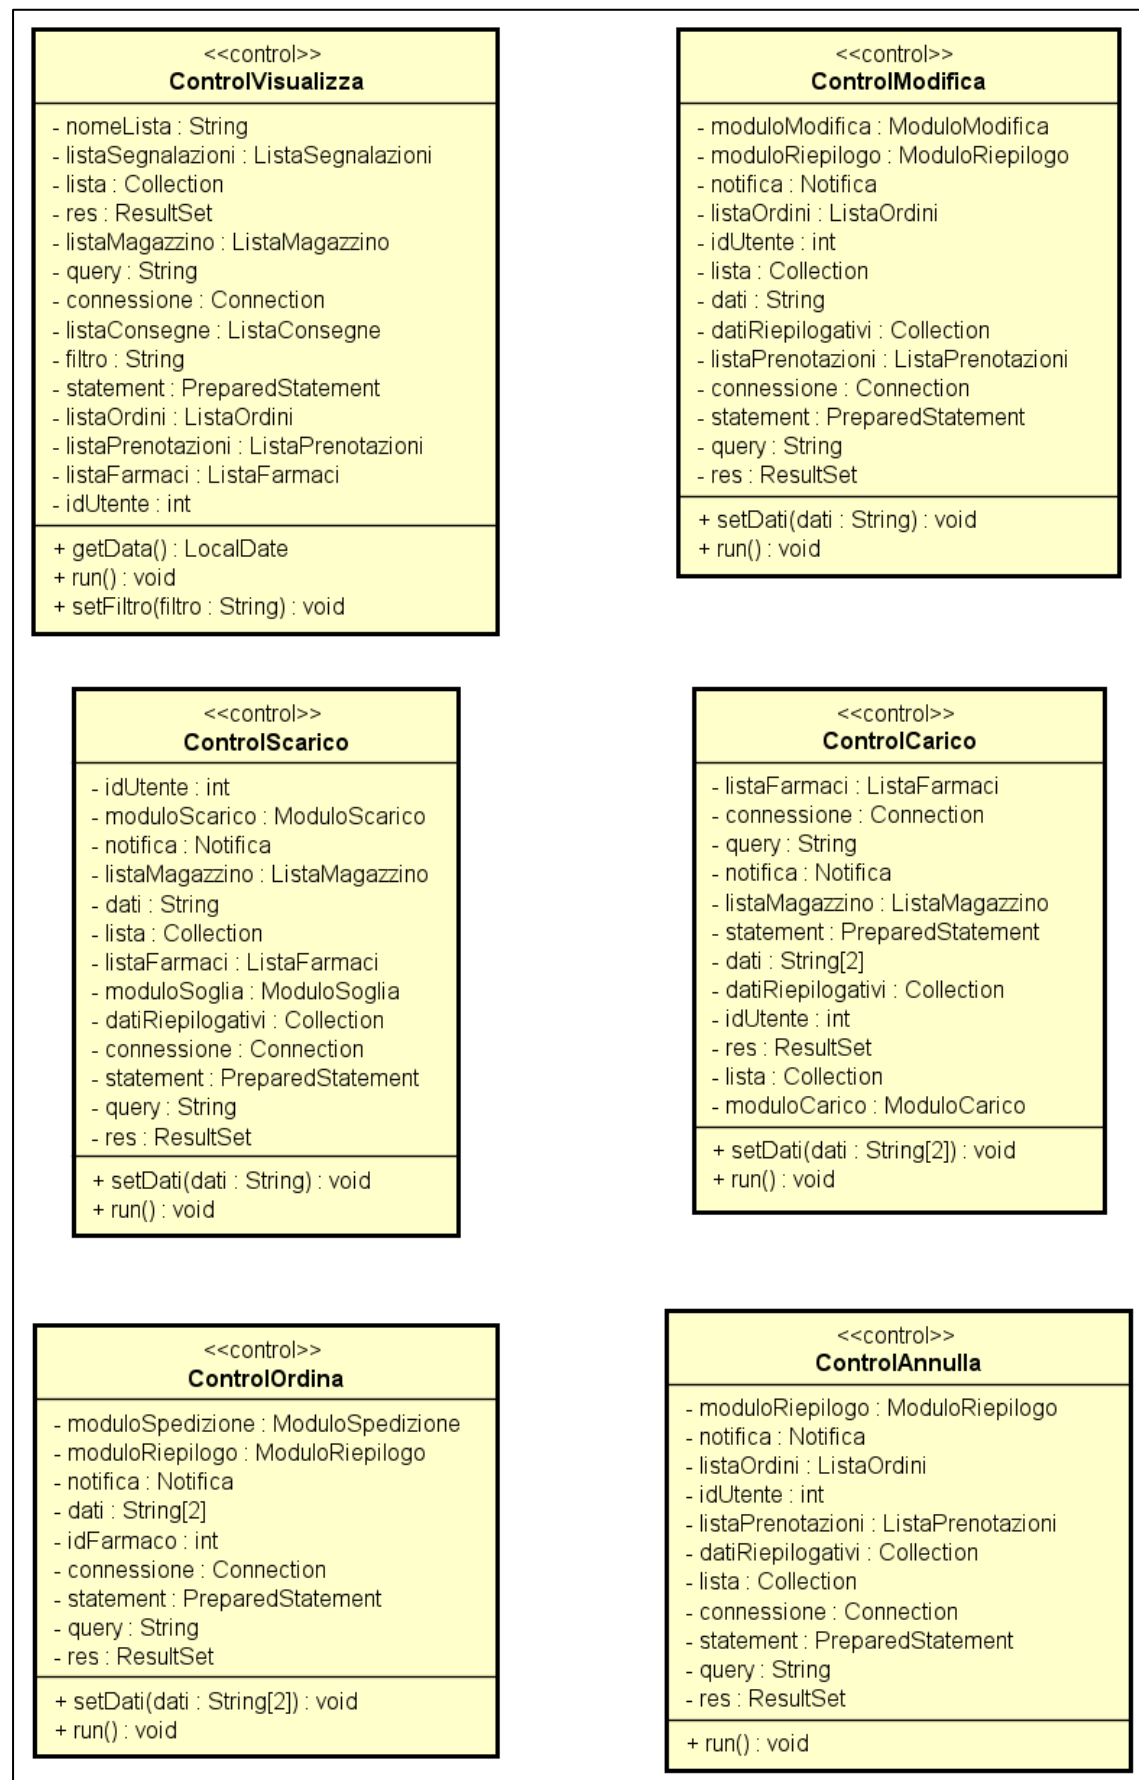 <<control>>
ControlVisualizza
- nomeLista : String
- listaSegnalazioni : ListaSegnalazioni
- lista : Collection
- res : ResultSet
- listaMagazzino : ListaMagazzino
- query : String
- connessione : Connection
- listaConsegne : ListaConsegne
- filtro : String
- statement : PreparedStatement
- listaOrdini : ListaOrdini
- listaPrenotazioni : ListaPrenotazioni
- listaFarmaci : ListaFarmaci
- idUtente : int
+ getData() : LocalDate
+ run() : void
+ setFiltro(filtro : String) : void
<<control>>
ControlModifica
- moduloModifica : ModuloModifica
- moduloRiepilogo : ModuloRiepilogo
- notifica : Notifica
- listaOrdini : ListaOrdini
- idUtente : int
- lista : Collection
- dati : String
- datiRiepilogativi : Collection
- listaPrenotazioni : ListaPrenotazioni
- connessione : Connection
- statement : PreparedStatement
- query : String
- res : ResultSet
+ setDati(dati : String) : void
+ run() : void
<<control>>
ControlScarico
- idUtente : int
- moduloScarico : ModuloScarico
- notifica : Notifica
- listaMagazzino : ListaMagazzino
- dati : String
- lista : Collection
- listaFarmaci : ListaFarmaci
- moduloSoglia : ModuloSoglia
- datiRiepilogativi : Collection
- connessione : Connection
- statement : PreparedStatement
- query : String
- res : ResultSet
+ setDati(dati : String) : void
+ run() : void
<<control>>
ControlCarico
- listaFarmaci : ListaFarmaci
- connessione : Connection
- query : String
- notifica : Notifica
- listaMagazzino : ListaMagazzino
- statement : PreparedStatement
- dati : String[2]
- datiRiepilogativi : Collection
- idUtente : int
- res : ResultSet
- lista : Collection
- moduloCarico : ModuloCarico
+ setDati(dati : String[2]) : void
+ run() : void
<<control>>
ControlOrdina
- moduloSpedizione : ModuloSpedizione
- moduloRiepilogo : ModuloRiepilogo
- notifica : Notifica
- dati : String[2]
- idFarmaco : int
- connessione : Connection
- statement : PreparedStatement
- query : String
- res : ResultSet
+ setDati(dati : String[2]) : void
+ run() : void
<<control>>
ControlAnnulla
- moduloRiepilogo : ModuloRiepilogo
- notifica : Notifica
- listaOrdini : ListaOrdini
- idUtente : int
- listaPrenotazioni : ListaPrenotazioni
- datiRiepilogativi : Collection
- lista : Collection
- connessione : Connection
- statement : PreparedStatement
- query : String
- res : ResultSet
+ run() : void